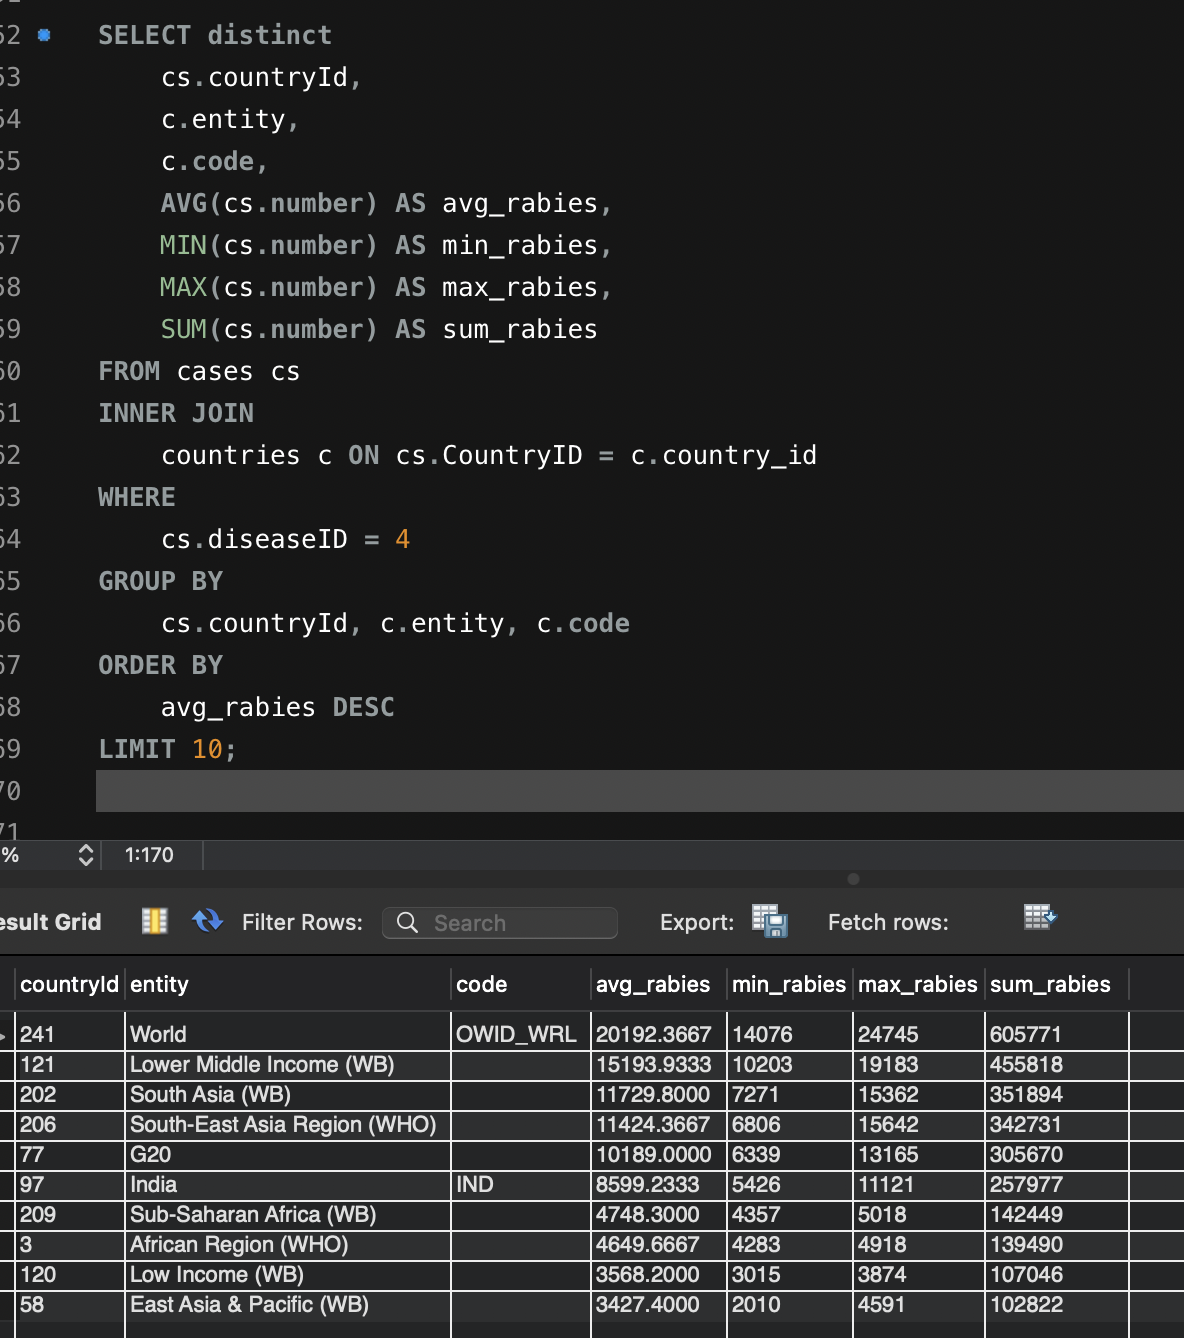 52 SELECT distinct
53 cs.countryId,
54 c.entity,
55 c.code,
56 AVG(cs.number) AS avg_rabies,
57 MIN(cs.number) AS min_rabies,
58 MAX(cs.number) AS max_rabies,
59 SUM(cs.number) AS sum_rabies
60 FROM cases cs
61 INNER JOIN
62 countries c ON cs.CountryID = c.country_id
63 WHERE
64 cs.diseaseID = 4
65 GROUP BY
66 cs.countryId, c.entity, c.code
67 ORDER BY
68 avg_rabies DESC
69 LIMIT 10;
70
71
% 1:170
esult Grid Filter Rows: Search Export: Fetch rows:
countryId entity code avg_rabies min_rabies max_rabies sum_rabies
241 World OWID_WRL 20192.3667 14076 24745 605771
121 Lower Middle Income (WB) 15193.9333 10203 19183 455818
202 South Asia (WB) 11729.8000 7271 15362 351894
206 South-East Asia Region (WHO) 11424.3667 6806 15642 342731
77 G20 10189.0000 6339 13165 305670
97 India IND 8599.2333 5426 11121 257977
209 Sub-Saharan Africa (WB) 4748.3000 4357 5018 142449
3 African Region (WHO) 4649.6667 4283 4918 139490
120 Low Income (WB) 3568.2000 3015 3874 107046
58 East Asia & Pacific (WB) 3427.4000 2010 4591 102822